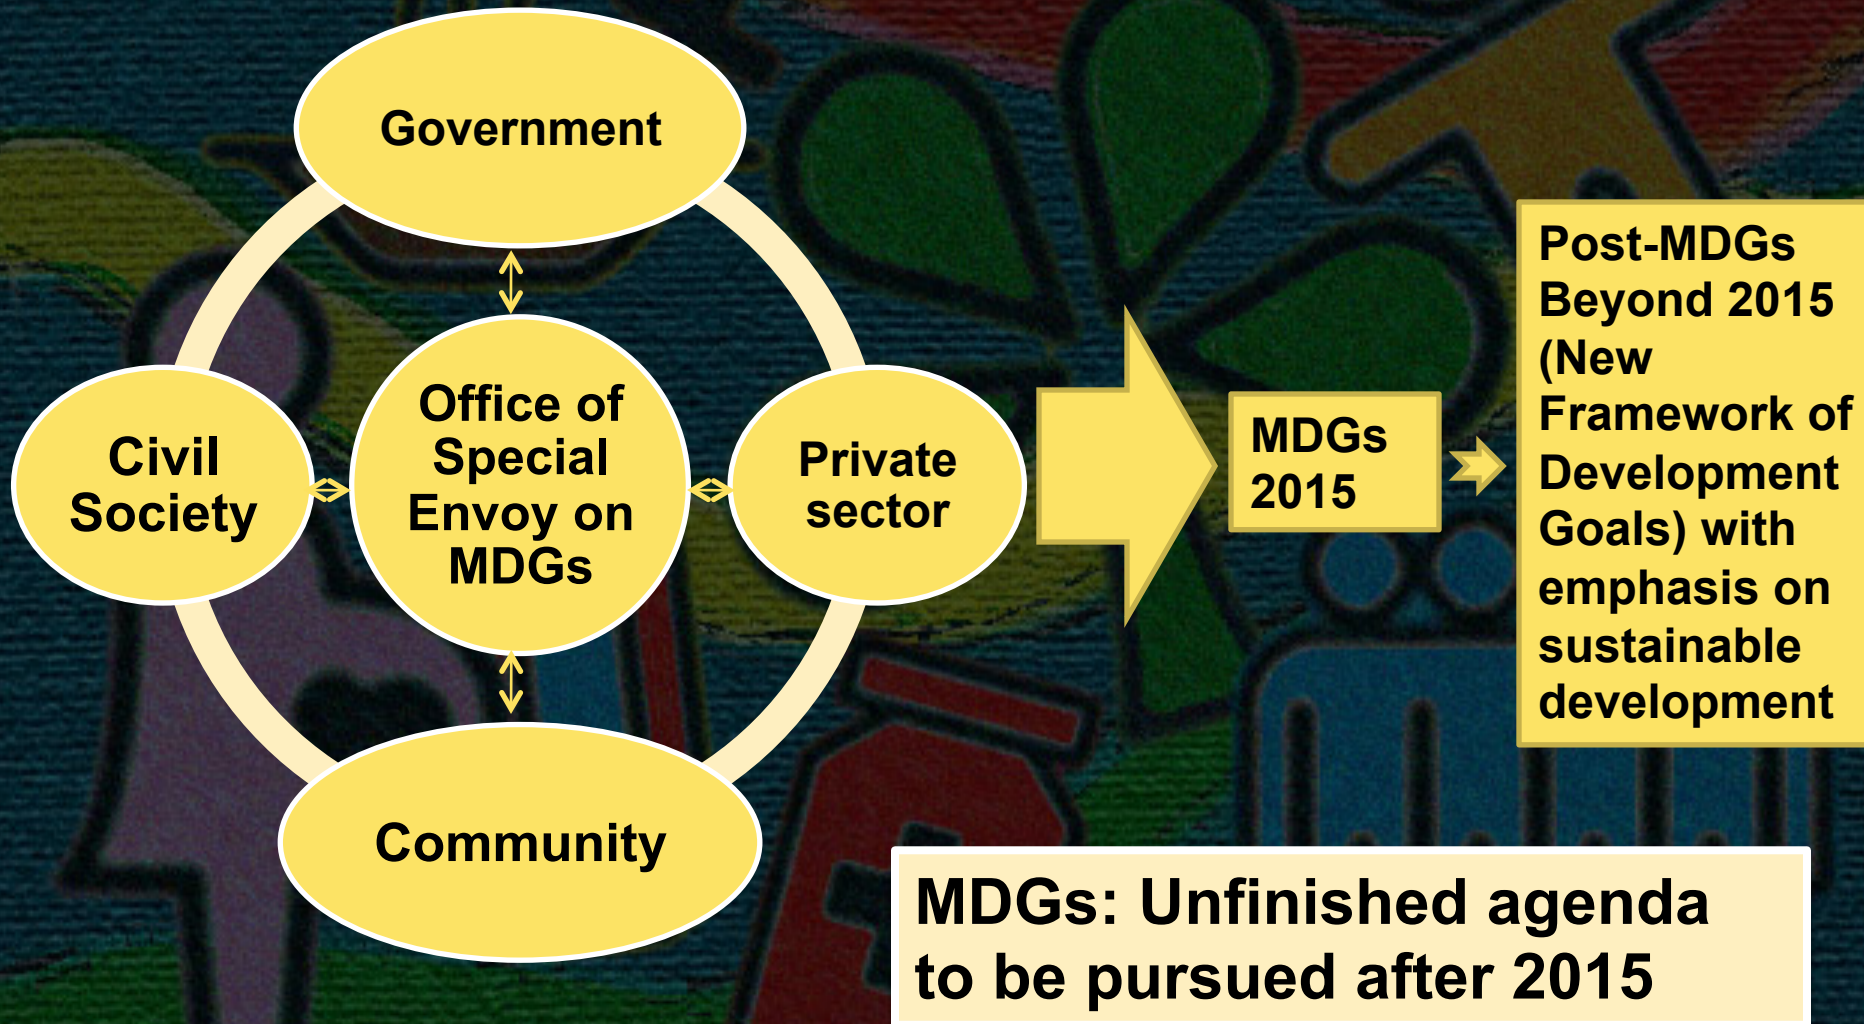 Government
Civil
Society
Office of
Special
Envoy on
MDGs
Private
sector
Community
MDGs
2015
Post-MDGs
Beyond 2015
(New
Framework of
Development
Goals) with
emphasis on
sustainable
development
MDGs: Unfinished agenda
to be pursued after 2015